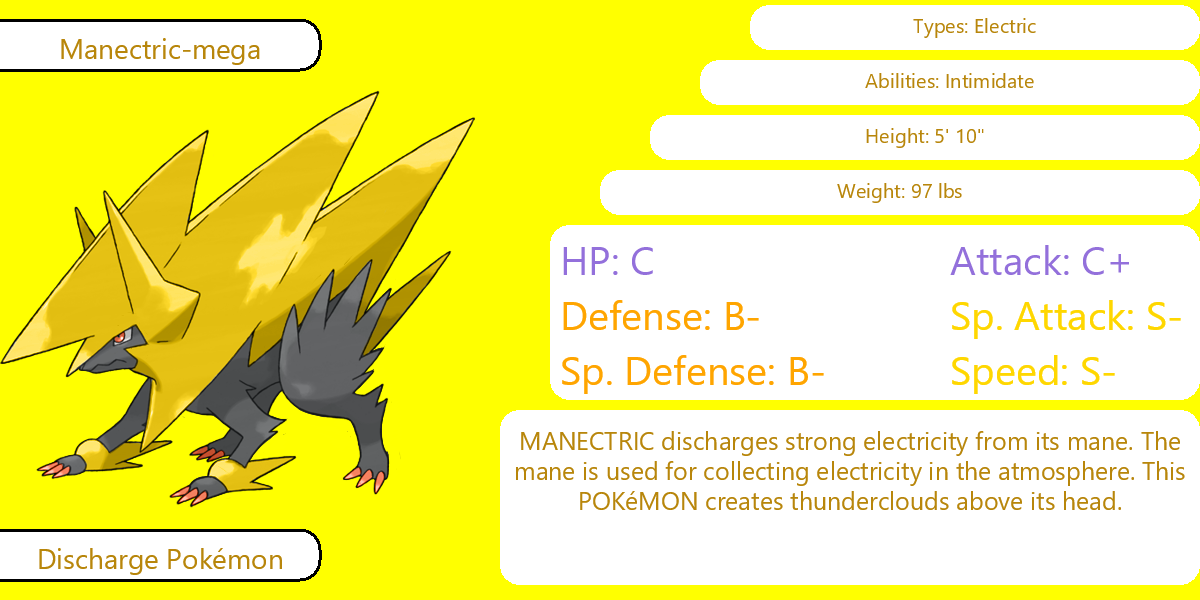 Manectric-mega
Types: Electric
Abilities: Intimidate
Height: 5' 10"
Weight: 97 lbs
HP: C
Attack: C+
Defense: B-
Sp. Attack: S-
Sp. Defense: B-
Speed: S-
MANECTRIC discharges strong electricity from its mane. The
mane is used for collecting electricity in the atmosphere. This
POKéMON creates thunderclouds above its head.
Discharge Pokémon